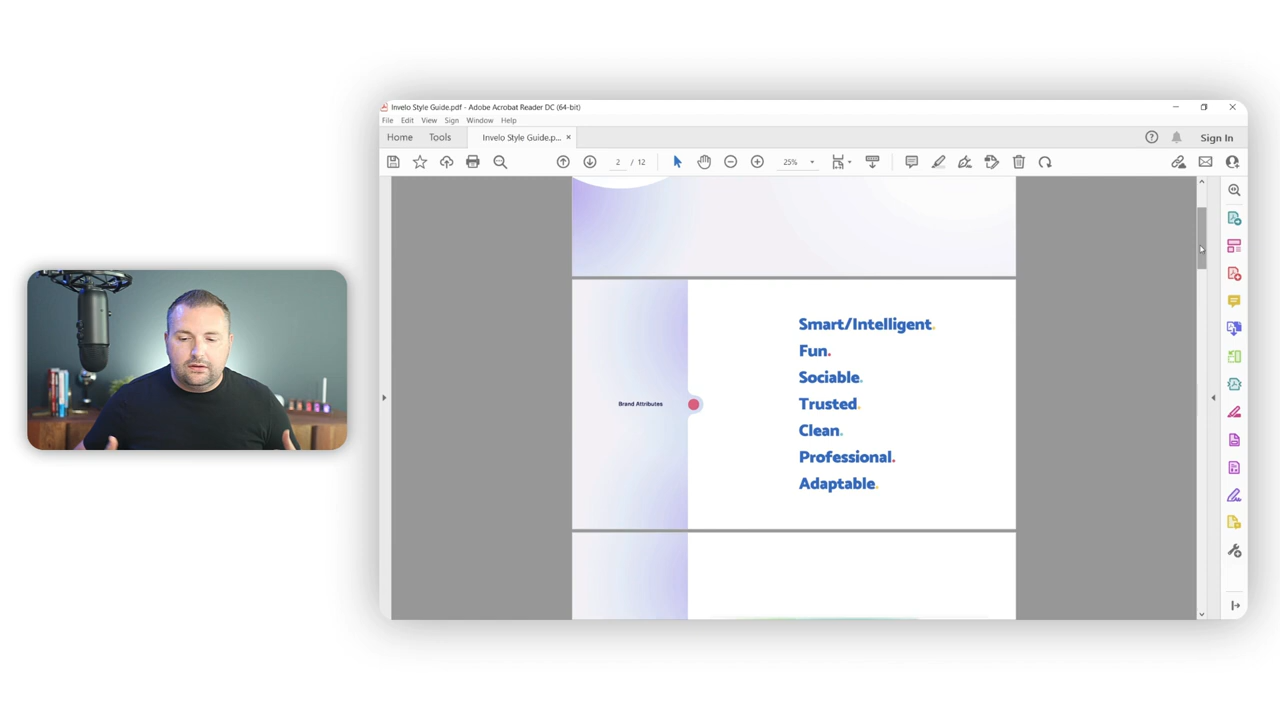 Invelo Style Guide.pdf - Adobe Acrobat Reader DC (64-bit)
File Edit View Sign Window Help
Home Tools Invelo Style Guide.p... Sign In
2 / 12 25%
Smart/Intelligent.
Fun.
Sociable.
Brand Attributes
Trusted.
Clean.
Professional.
Adaptable.